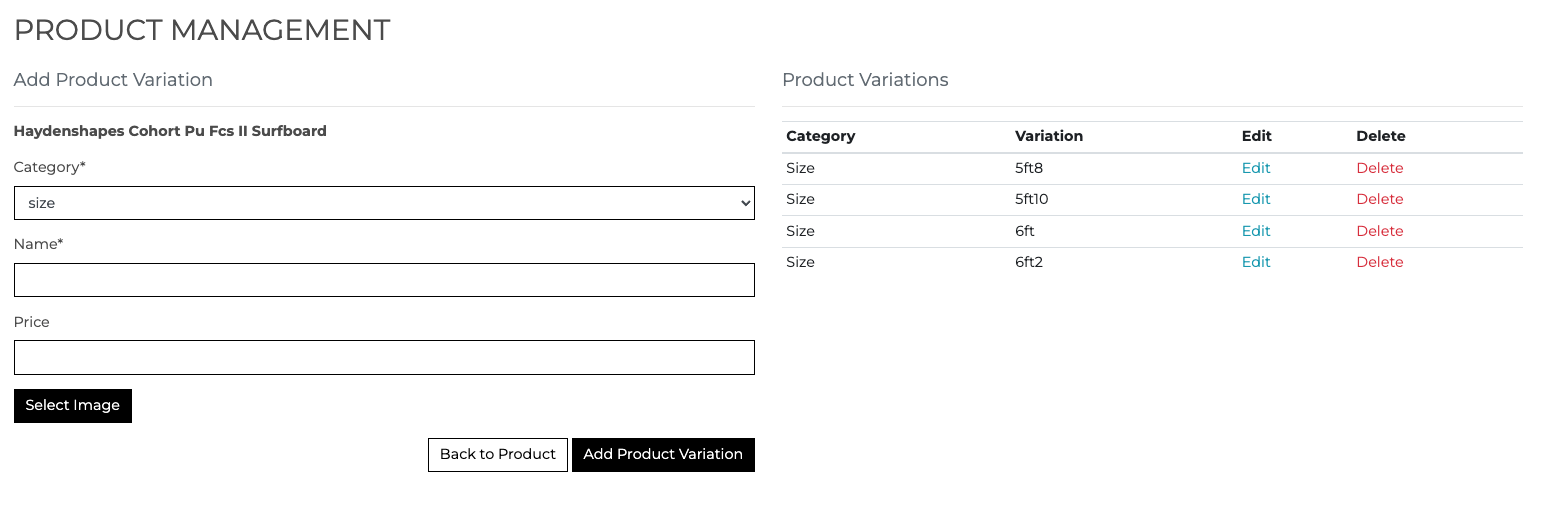 PRODUCT MANAGEMENT
Add Product Variation
Haydenshapes Cohort Pu Fcs II Surfboard
Category*
size
Name*
Price
Select Image
Back to Product Add Product Variation
Product Variations
Category Variation Edit Delete
Size 5ft8 Edit Delete
Size 5ft10 Edit Delete
Size 6ft Edit Delete
Size 6ft2 Edit Delete